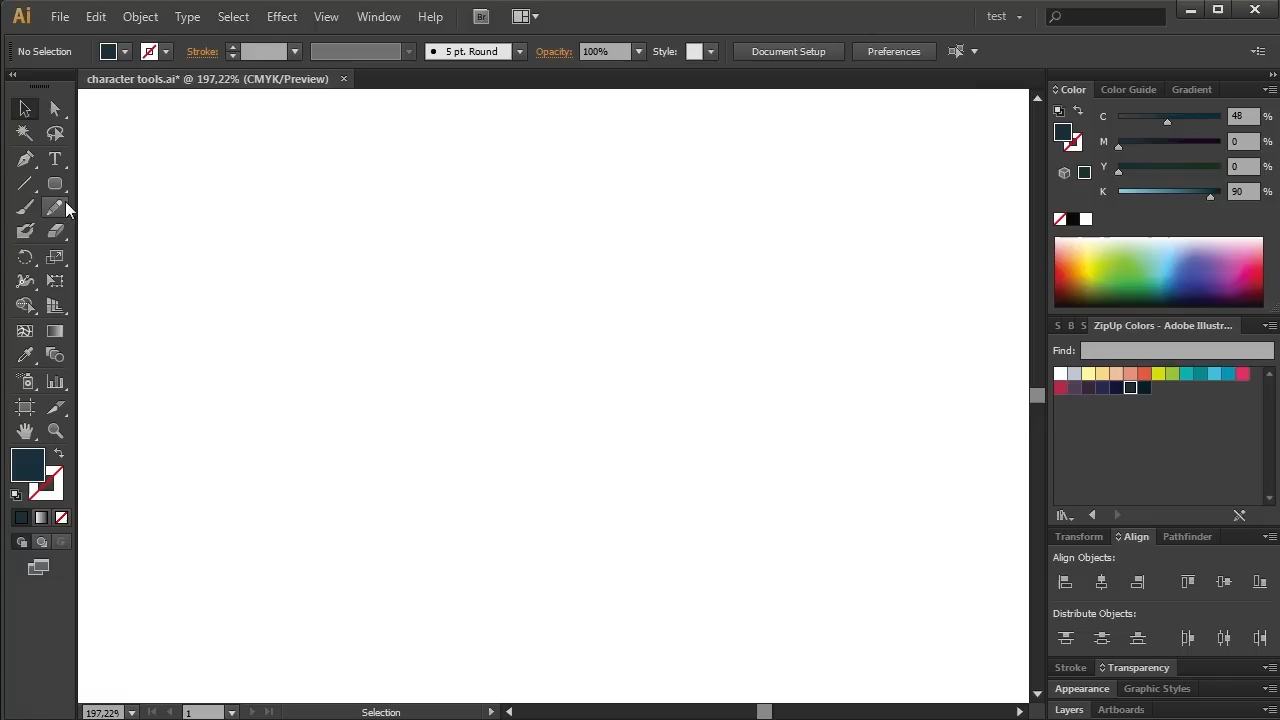 Ai File Edit Object Type Select Effect View Window Help Br test
No Selection Stroke: 5 pt. Round Opacity: 100% Style: Document Setup Preferences
character tools.ai* @ 197,22% (CMYK/Preview) ×
Color Color Guide Gradient
C 48 %
M 0 %
Y 0 %
K 90 %
S B S ZipUp Colors - Adobe Illustr...
Find:
Transform Align Pathfinder
Align Objects:
Distribute Objects:
Stroke Transparency
Appearance Graphic Styles
Layers Artboards
197,22% 1 Selection